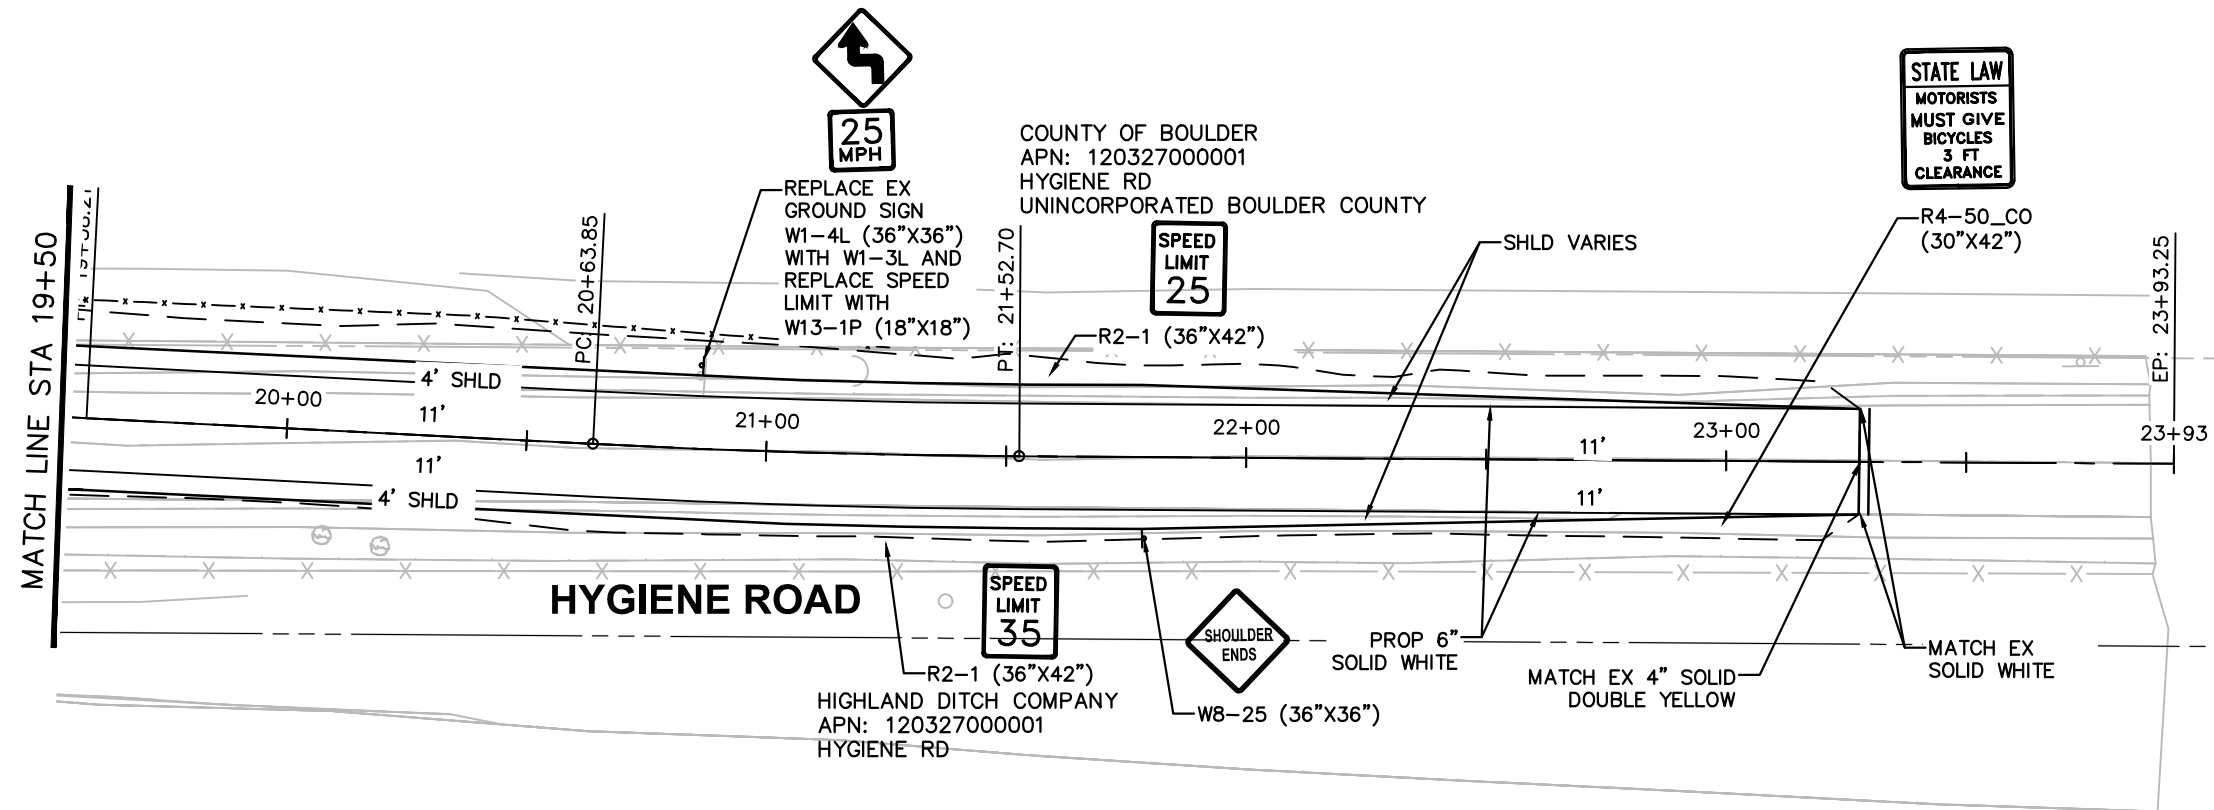 25
MPH
STATE LAW
MOTORISTS
MUST GIVE
BICYCLES
3 FT
CLEARANCE
COUNTY OF BOULDER
APN: 120327000001
HYGIENE RD
UNINCORPORATED BOULDER COUNTY
REPLACE EX
GROUND SIGN
W1-4L (36"X36")
WITH W1-3L AND
REPLACE SPEED
LIMIT WITH
W13-1P (18"X18")
SPEED
LIMIT
25
SHLD VARIES
R4-50_CO
(30"X42")
R2-1 (36"X42")
MATCH LINE STA 19+50
PC: 20+63.85
PT: 21+52.70
EP: 23+93.25
4' SHLD
20+00
11'
21+00
22+00
11'
23+00
23+93
11'
4' SHLD
11'
HYGIENE ROAD
SPEED
LIMIT
35
SHOULDER
ENDS
PROP 6"
SOLID WHITE
MATCH EX
SOLID WHITE
MATCH EX 4" SOLID
DOUBLE YELLOW
R2-1 (36"X42")
HIGHLAND DITCH COMPANY
APN: 120327000001
HYGIENE RD
W8-25 (36"X36")